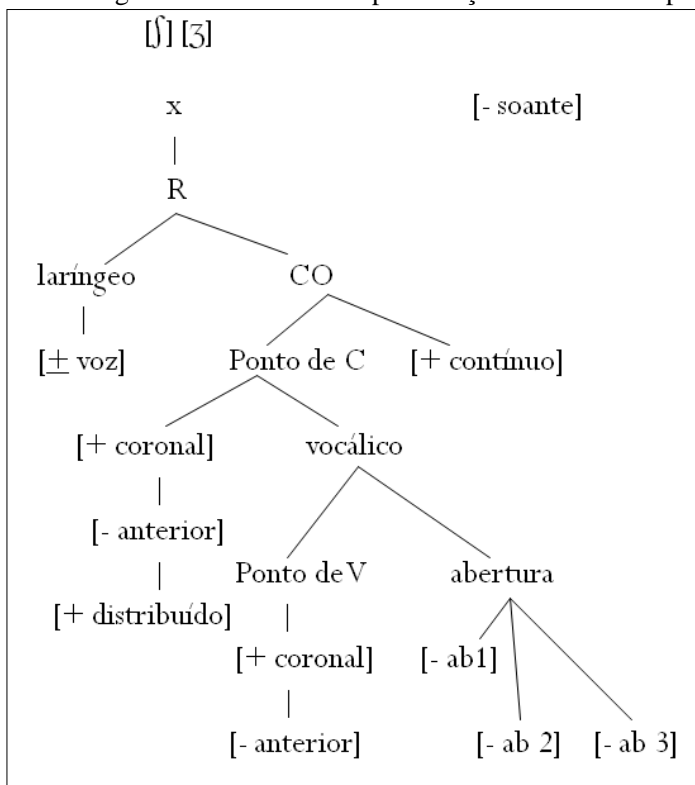 [ʃ] [ʒ]
x [- soante]
R
laríngeo CO
[± voz] Ponto de C [+ contínuo]
[+ coronal] vocálico
[- anterior]
Ponto de V abertura
[+ distribuído]
[+ coronal] [- ab1]
[- anterior] [- ab 2] [- ab 3]